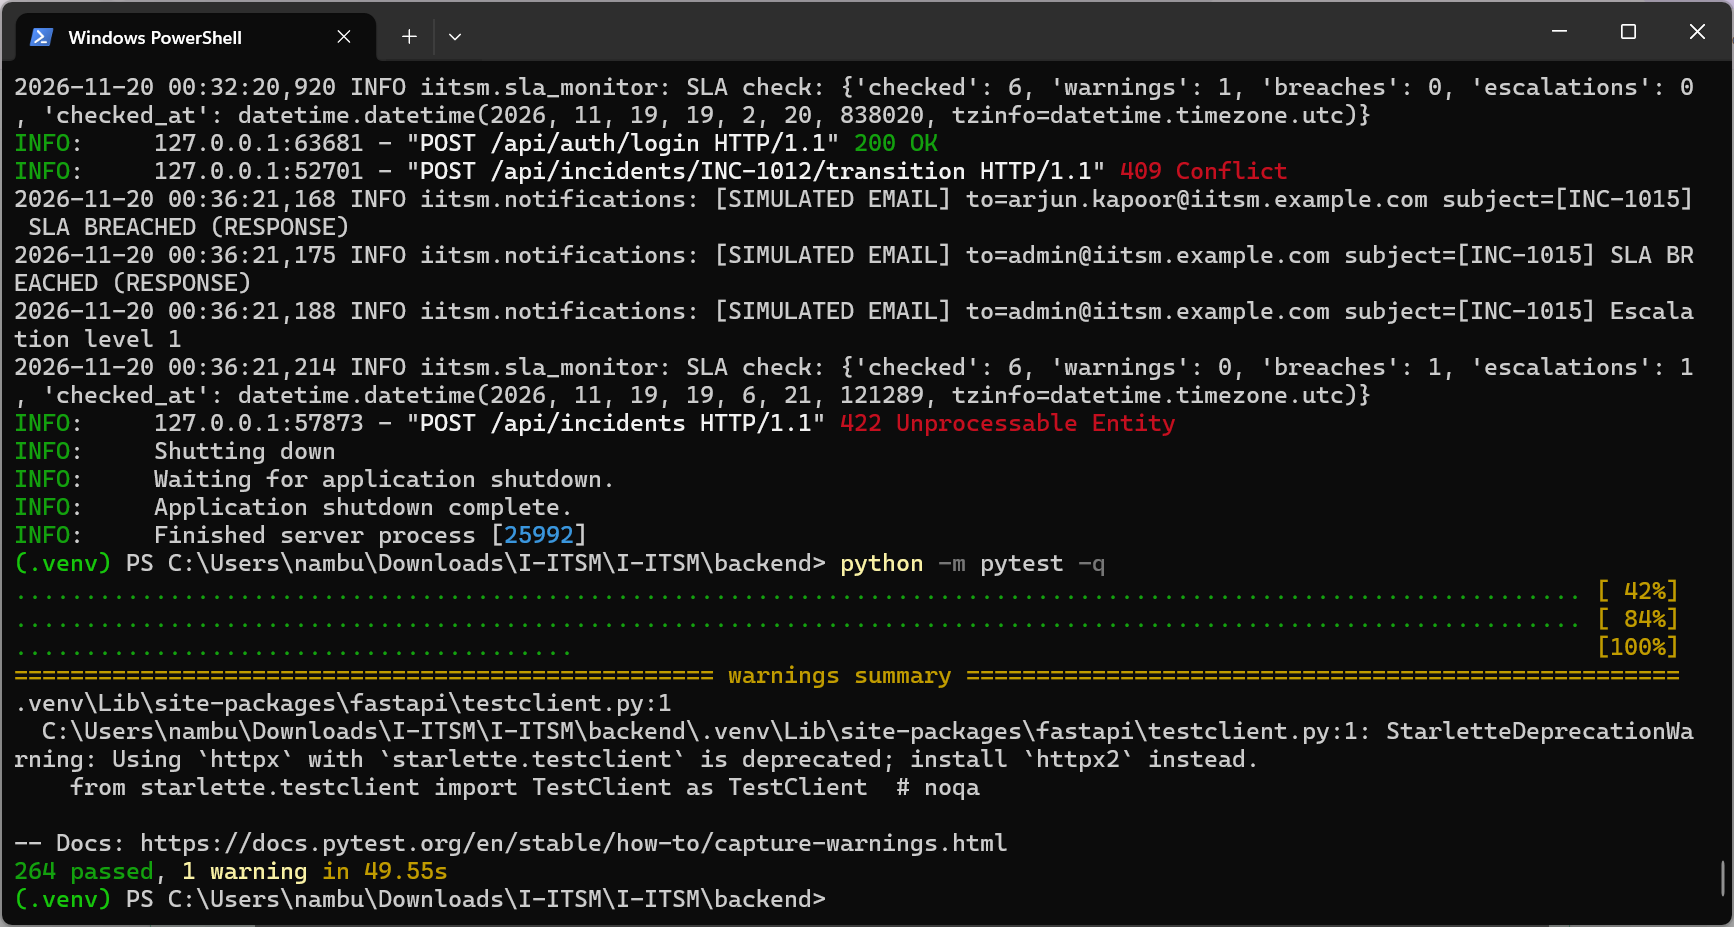 Windows PowerShell
2026-11-20 00:32:20,920 INFO iitsm.sla_monitor: SLA check: {'checked': 6, 'warnings': 1, 'breaches': 0, 'escalations': 0
, 'checked_at': datetime.datetime(2026, 11, 19, 19, 2, 20, 838020, tzinfo=datetime.timezone.utc)}
INFO:     127.0.0.1:63681 - "POST /api/auth/login HTTP/1.1" 200 OK
INFO:     127.0.0.1:52701 - "POST /api/incidents/INC-1012/transition HTTP/1.1" 409 Conflict
2026-11-20 00:36:21,168 INFO iitsm.notifications: [SIMULATED EMAIL] to=arjun.kapoor@iitsm.example.com subject=[INC-1015]
 SLA BREACHED (RESPONSE)
2026-11-20 00:36:21,175 INFO iitsm.notifications: [SIMULATED EMAIL] to=admin@iitsm.example.com subject=[INC-1015] SLA BR
EACHED (RESPONSE)
2026-11-20 00:36:21,188 INFO iitsm.notifications: [SIMULATED EMAIL] to=admin@iitsm.example.com subject=[INC-1015] Escala
tion level 1
2026-11-20 00:36:21,214 INFO iitsm.sla_monitor: SLA check: {'checked': 6, 'warnings': 0, 'breaches': 1, 'escalations': 1
, 'checked_at': datetime.datetime(2026, 11, 19, 19, 6, 21, 121289, tzinfo=datetime.timezone.utc)}
INFO:     127.0.0.1:57873 - "POST /api/incidents HTTP/1.1" 422 Unprocessable Entity
INFO:     Shutting down
INFO:     Waiting for application shutdown.
INFO:     Application shutdown complete.
INFO:     Finished server process [25992]
(.venv) PS C:\Users\nambu\Downloads\I-ITSM\I-ITSM\backend> python -m pytest -q
................................................................................................................ [ 42%]
................................................................................................................ [ 84%]
........................................                                                                         [100%]
================================================== warnings summary ===================================================
.venv\Lib\site-packages\fastapi\testclient.py:1
  C:\Users\nambu\Downloads\I-ITSM\I-ITSM\backend\.venv\Lib\site-packages\fastapi\testclient.py:1: StarletteDeprecationWa
rning: Using `httpx` with `starlette.testclient` is deprecated; install `httpx2` instead.
    from starlette.testclient import TestClient as TestClient  # noqa

-- Docs: https://docs.pytest.org/en/stable/how-to/capture-warnings.html
264 passed, 1 warning in 49.55s
(.venv) PS C:\Users\nambu\Downloads\I-ITSM\I-ITSM\backend>